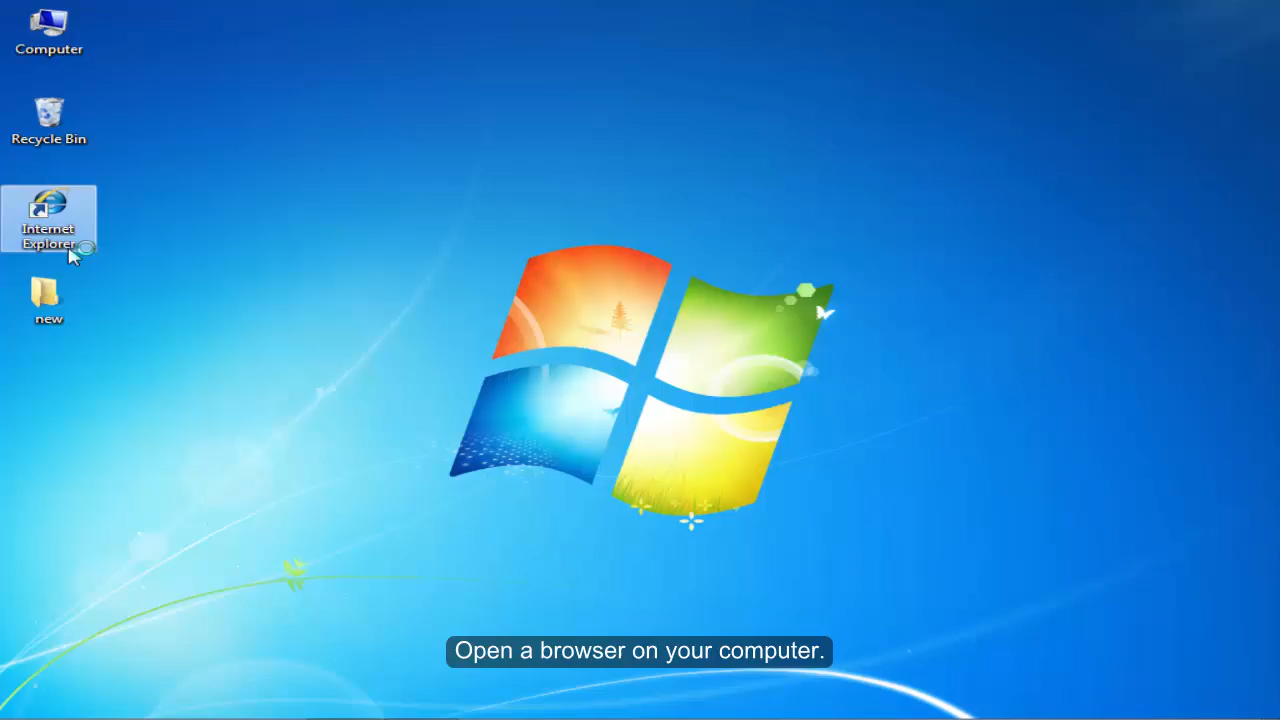 Computer
Recycle Bin
Internet
Explorer
new
Open a browser on your computer.